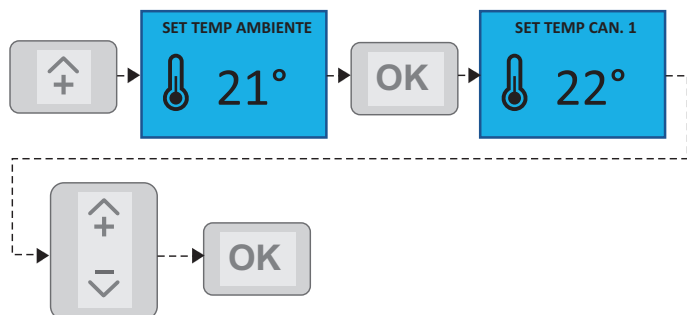 SET TEMP AMBIENTE
21°
OK
SET TEMP CAN. 1
22°
+
-
OK